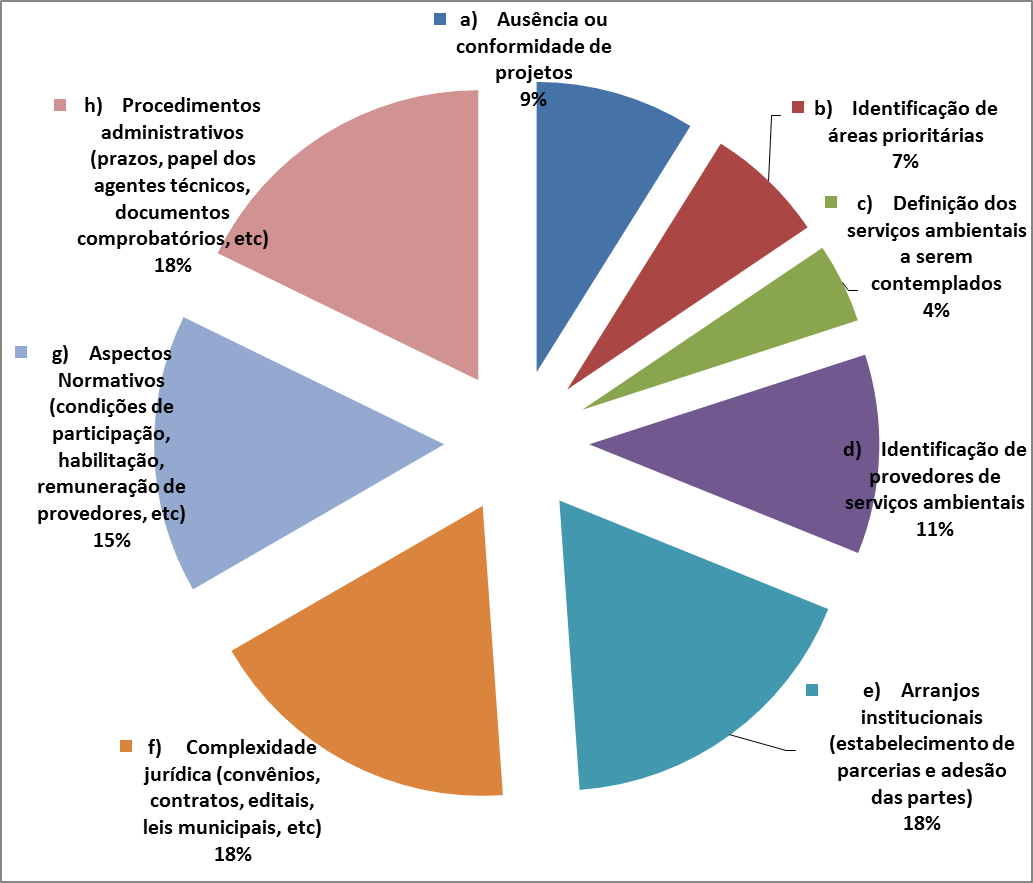 a) Ausência ou
conformidade de
projetos
9%
b) Identificação de
áreas prioritárias
7%
c) Definição dos
serviços ambientais
a serem
contemplados
4%
d) Identificação de
provedores de
serviços ambientais
11%
e) Arranjos
institucionais
(estabelecimento de
parcerias e adesão
das partes)
18%
f) Complexidade
jurídica (convênios,
contratos, editais,
leis municipais, etc)
18%
g) Aspectos
Normativos
(condições de
participação,
habilitação,
remuneração de
provedores, etc)
15%
h) Procedimentos
administrativos
(prazos, papel dos
agentes técnicos,
documentos
comprobatórios, etc)
18%